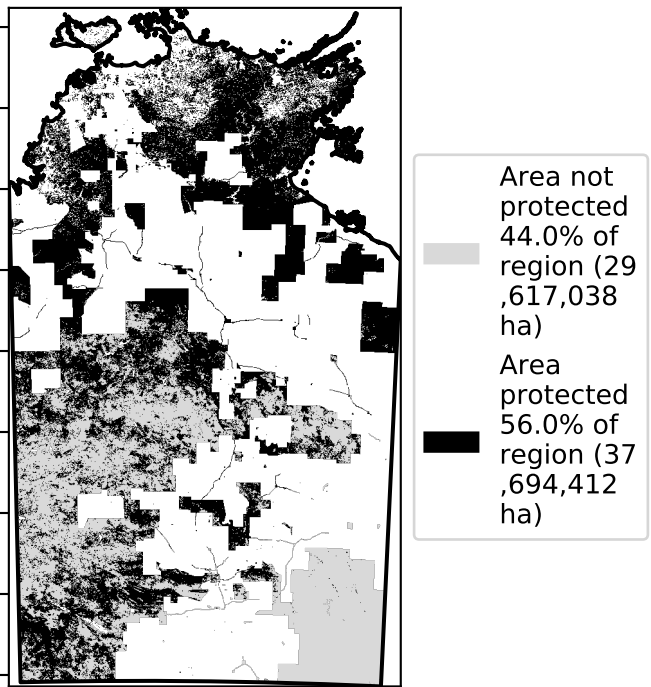 Area not
protected
44.0% of
region (29
,617,038
ha)
Area
protected
56.0% of
region (37
,694,412
ha)